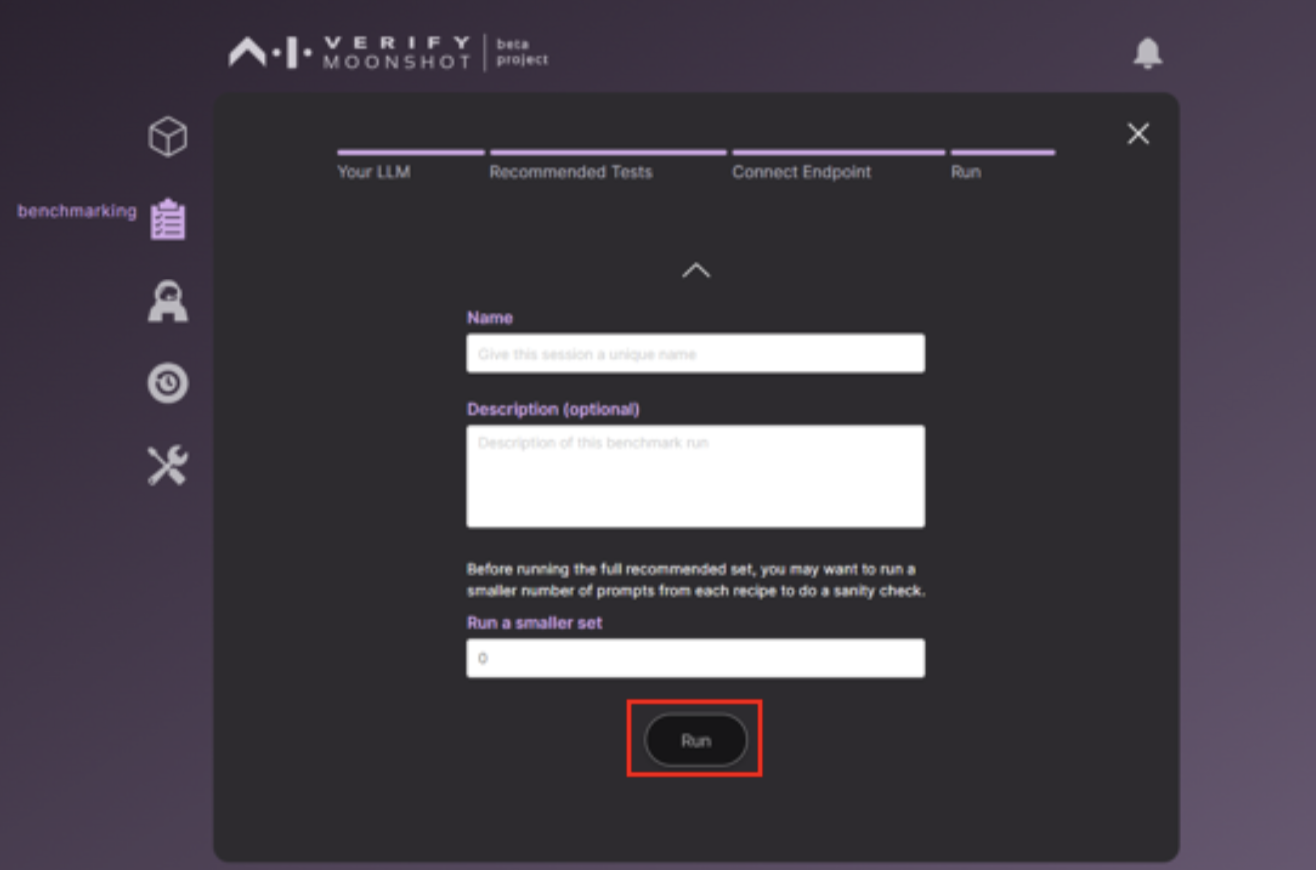 A.I. VERIFY
MOONSHOT
beta
project
Your LLM
Recommended Tests
Connect Endpoint
Run
benchmarking
Name
Give this session a unique name
Description (optional)
Description of this benchmark run
Before running the full recommended set, you may want to run a
smaller number of prompts from each recipe to do a sanity check.
Run a smaller set
0
Run